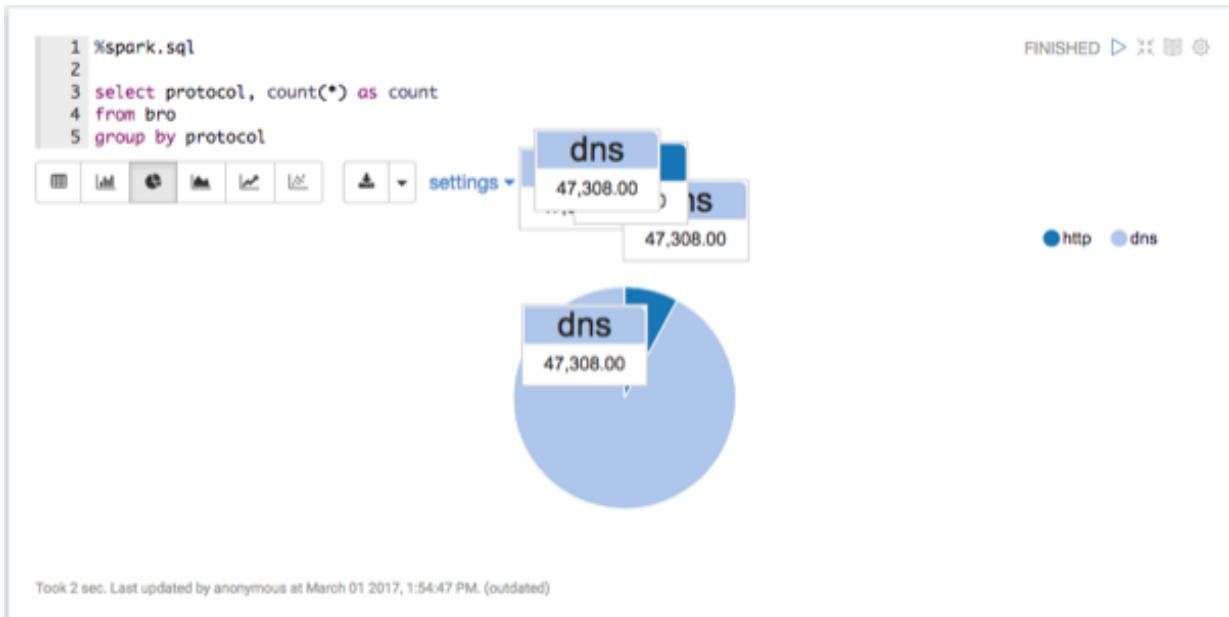 1 %spark.sql
2
3 select protocol, count(*) as count
4 from bro
5 group by protocol
FINISHED
settings
dns
47,308.00
47,308.00
http
dns
dns
47,308.00
Took 2 sec. Last updated by anonymous at March 01 2017, 1:54:47 PM. (outdated)